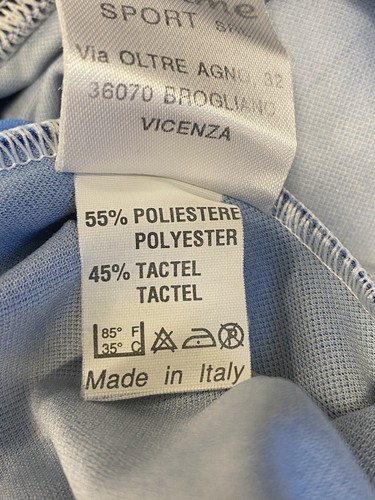 SPORT
Via OLTRE AGNO, 32
36070 BROGLIANO
VICENZA
55% POLIESTERE
POLYESTER
45% TACTEL
TACTEL
85° F
35° C
Made in Italy